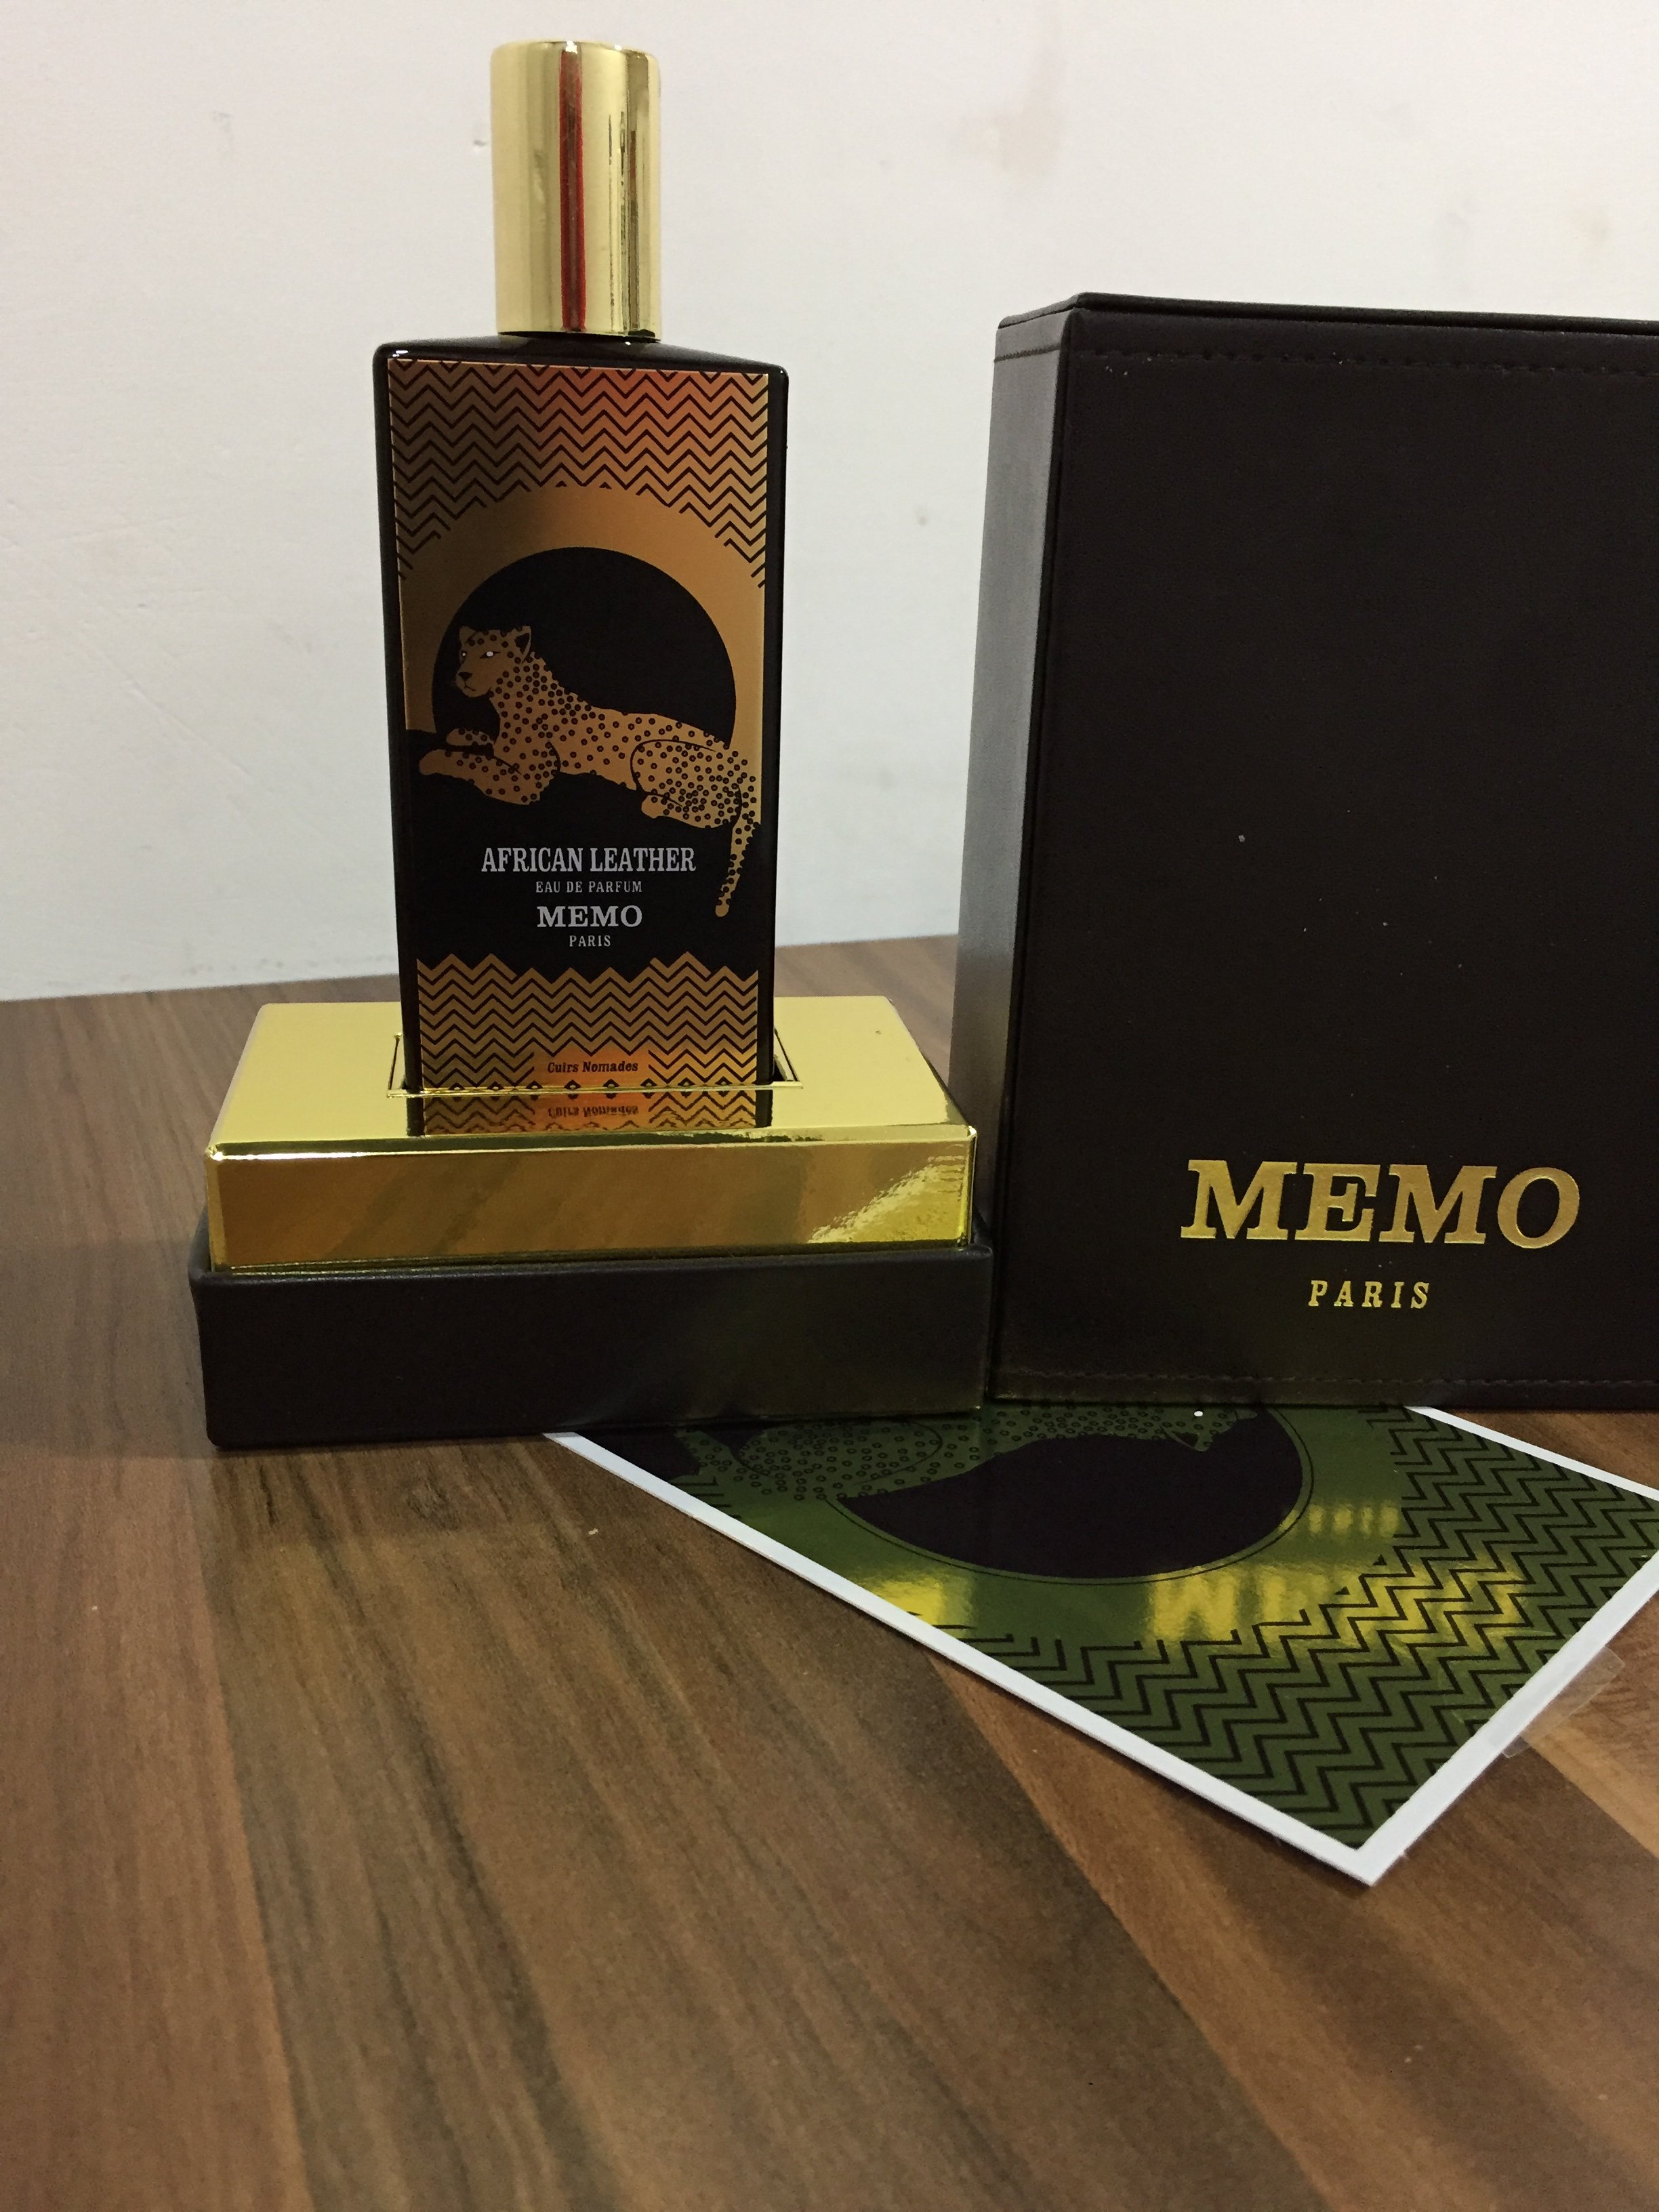 AFRICAN LEATHER
EAU DE PARFUM
MEMO
PARIS
Cuirs Nomades
MEMO
PARIS